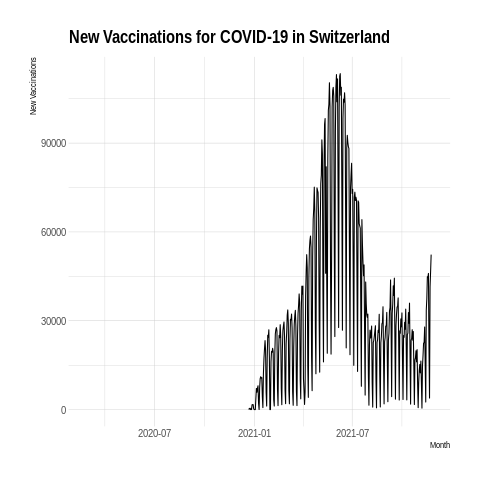 New Vaccinations for COVID-19 in Switzerland
New Vaccinations
90000
60000
30000
0
2020-07
2021-01
2021-07
Month